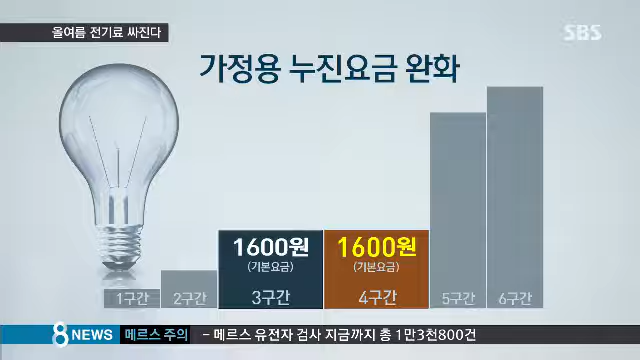 올여름 전기료 싸진다
SBS
가정용 누진요금 완화
1600원
(기본요금)
1600원
(기본요금)
1구간
2구간
3구간
4구간
5구간
6구간
8 NEWS
메르스 주의
- 메르스 유전자 검사 지금까지 총 1만3천800건